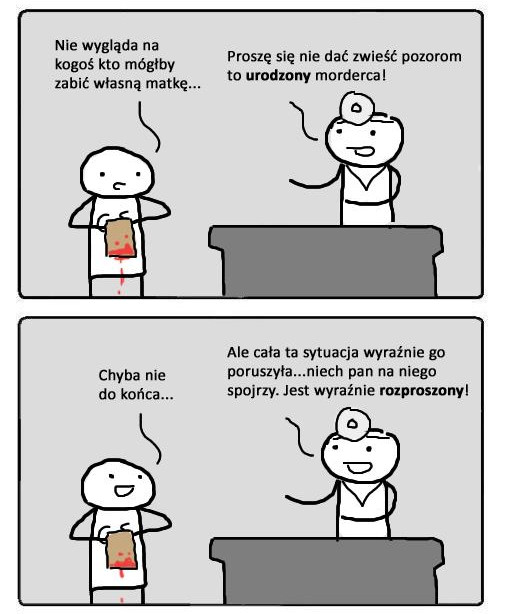 Nie wygląda na
kogoś kto mógłby
zabić własną matkę...
Proszę się nie dać zwieść pozorom
to urodzony morderca!
Chyba nie
do końca...
Ale cała ta sytuacja wyraźnie go
poruszyła...niech pan na niego
spojrzy. Jest wyraźnie rozproszony!